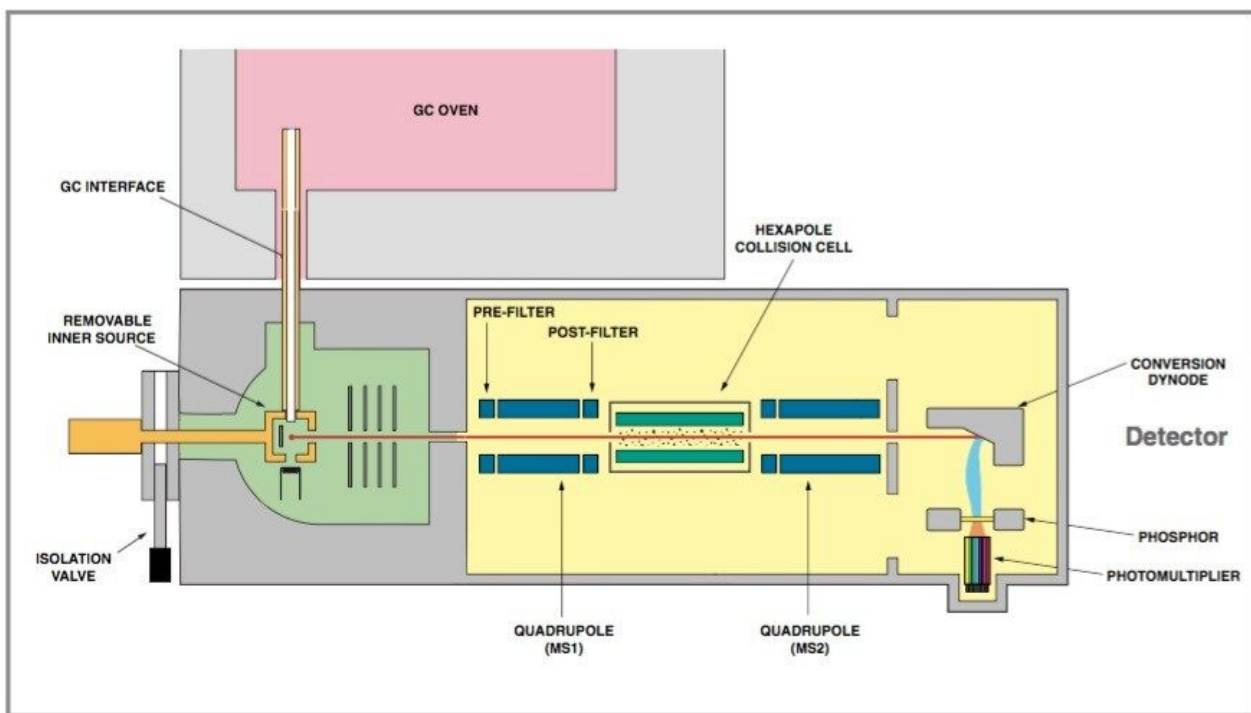 GC OVEN
GC INTERFACE
HEXAPOLE
COLLISION CELL
REMOVABLE
INNER SOURCE
PRE-FILTER
POST-FILTER
CONVERSION
DYNODE
Detector
PHOSPHOR
ISOLATION
VALVE
PHOTOMULTIPLIER
QUADRUPOLE
(MS1)
QUADRUPOLE
(MS2)